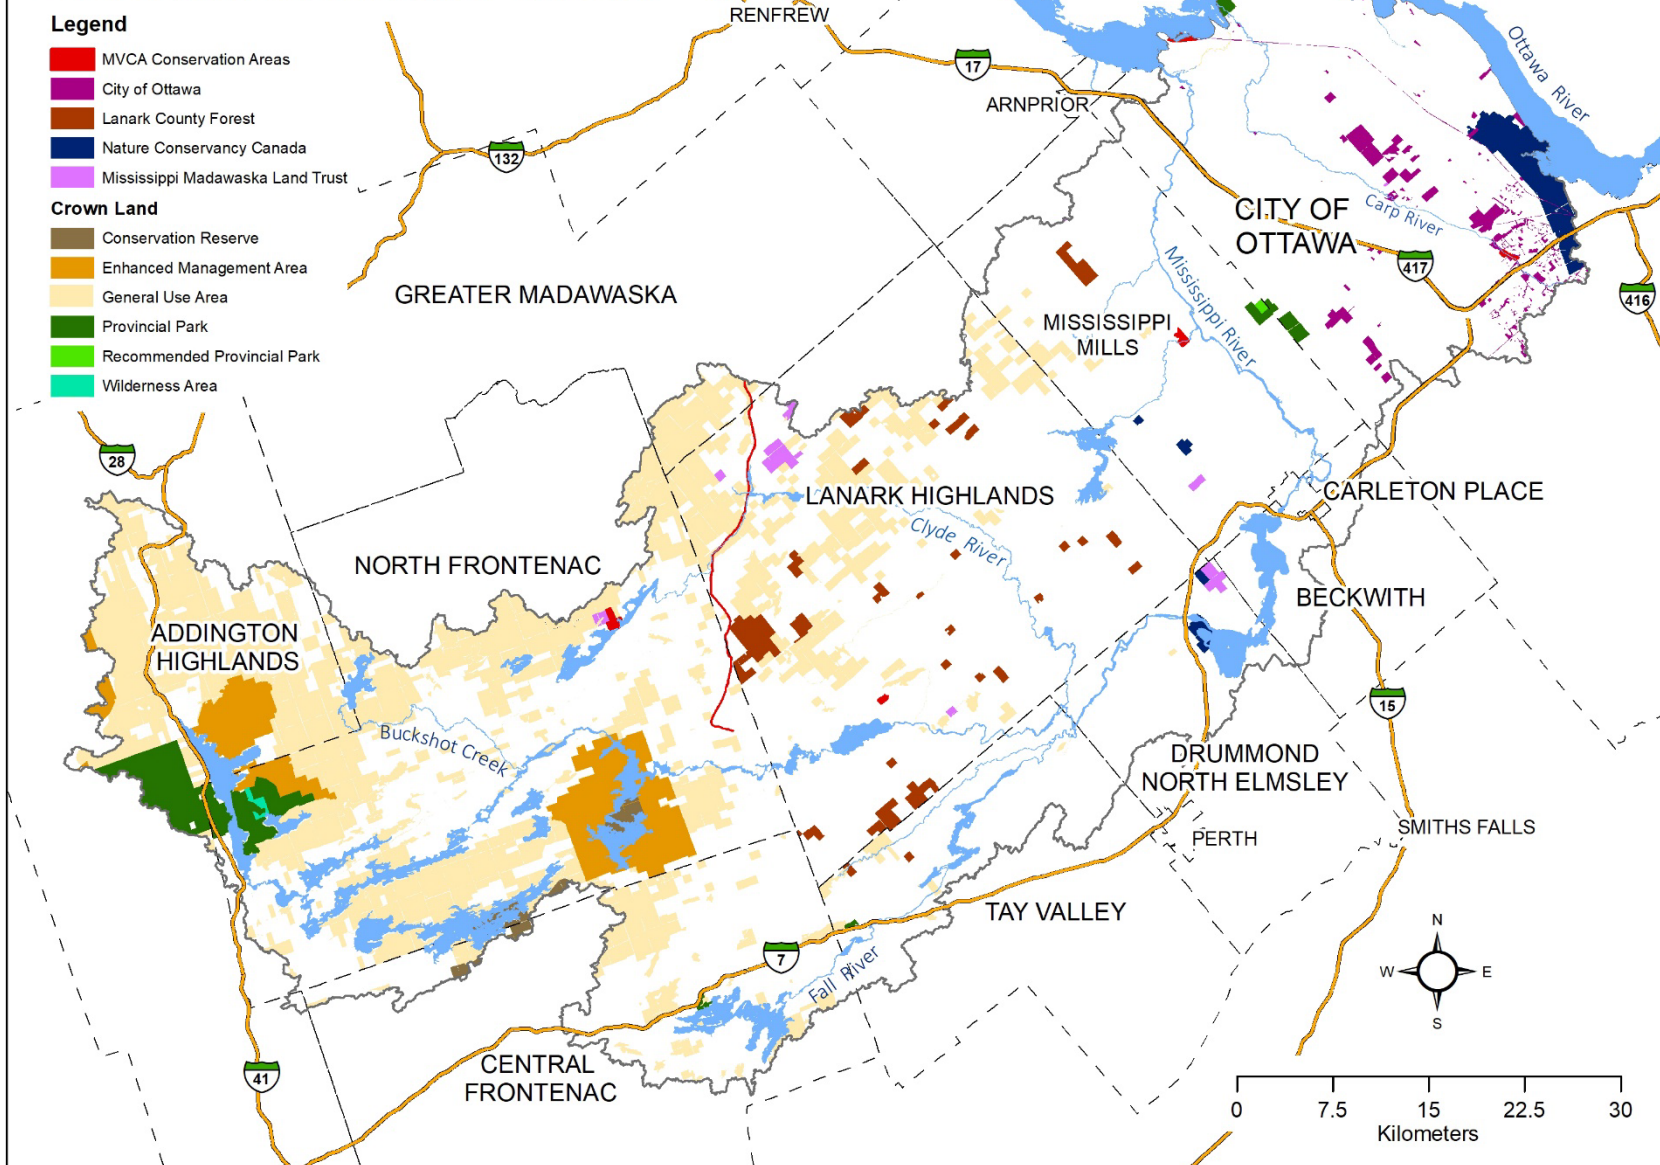 Legend
MVCA Conservation Areas
City of Ottawa
Lanark County Forest
Nature Conservancy Canada
Mississippi Madawaska Land Trust
Crown Land
Conservation Reserve
Enhanced Management Area
General Use Area
Provincial Park
Recommended Provincial Park
Wilderness Area
RENFREW
17
ARNPRIOR
Ottawa River
132
CITY OF
OTTAWA
Carp River
417
416
Mississippi River
GREATER MADAWASKA
MISSISSIPPI
MILLS
28
LANARK HIGHLANDS
CARLETON PLACE
Clyde River
NORTH FRONTENAC
BECKWITH
ADDINGTON
HIGHLANDS
15
Buckshot Creek
DRUMMOND
NORTH ELMSLEY
PERTH
SMITHS FALLS
TAY VALLEY
7
Fall River
N
W
E
S
41
CENTRAL
FRONTENAC
0
7.5
15
22.5
30
Kilometers